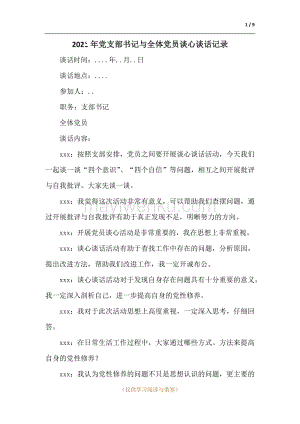 1 / 5
2021 年党支部书记与全体党员谈心谈话记录
谈话时间：....年..月..日
谈话地点：....
参加人：..
职务：支部书记
全体党员
谈话内容：
xxx：按照支部安排，党员之间要开展谈心谈话活动，今天我们
一起谈一谈“四个意识”、“四个自信”等问题，相互之间开展批评
与自我批评。大家先谈一谈。
xxx：我觉得这次活动非常有意义，可以帮助我们查摆问题，通
过开展批评与自我批评有助于真正发现不足，明晰努力的方向。
xxx：开展党员谈心活动是非常重要的，我在思想上非常重视。
xxx：谈心谈话活动有助于查找工作中存在的问题，分析原因，
提出改进方法，帮助我们改进工作，我一定开诚布公。
xxx：谈心谈话活动对于发现自身存在问题具有十分重要的意义，
我一定深入剖析自己，进一步提高自身的党性修养。
xxx：我对于此次活动思想上高度重视，一定深入思考，仔细自
查。
xxx：在日常生活工作过程中，大家通过哪些方式、方法来提高
自身的党性修养？
xxx：我认为党性修养的问题不只是思想认识的问题，更主要的
（仅供学习阅读与借鉴）